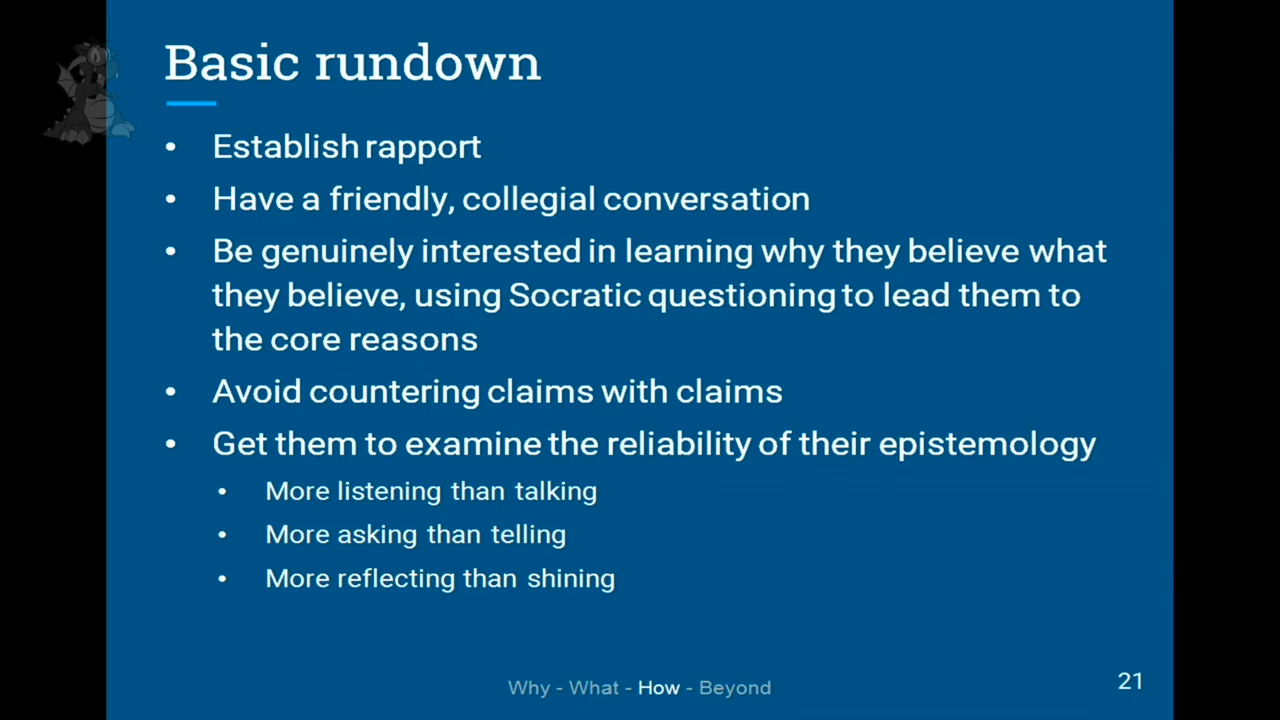 Basic rundown
• Establish rapport
• Have a friendly, collegial conversation
• Be genuinely interested in learning why they believe what
they believe, using Socratic questioning to lead them to
the core reasons
• Avoid countering claims with claims
• Get them to examine the reliability of their epistemology
• More listening than talking
• More asking than telling
• More reflecting than shining
Why - What - How - Beyond
21